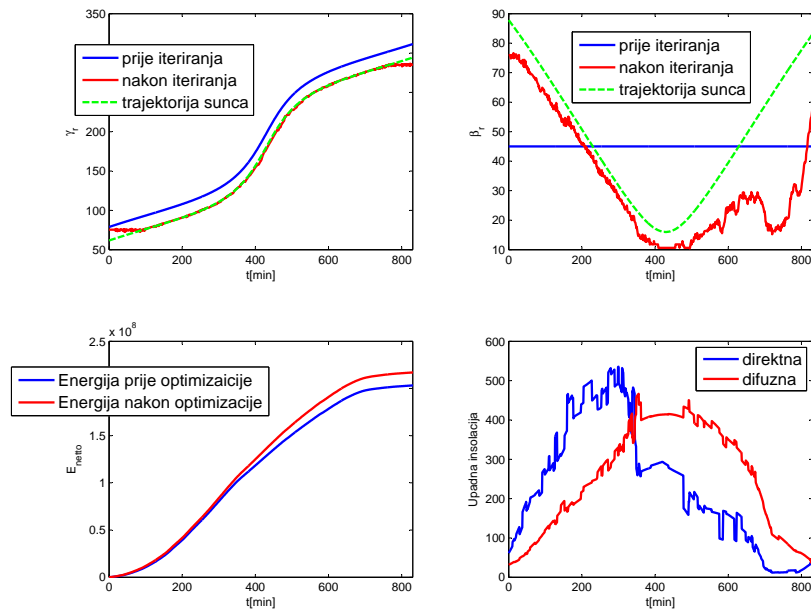 350
250
200
150
100
50
γr
prije iteriranja
nakon iteriranja
trajektorija sunca
0 200 400 600 800
t[min]
90
80
70
60
50
40
30
20
10
βr
prije iteriranja
nakon iteriranja
trajektorija sunca
0 200 400 600 800
t[min]
x 10^8
2.5
1.5
1
0.5
0
E_netto
Energija prije optimizaicije
Energija nakon optimizacije
0 200 400 600 800
t[min]
600
500
400
300
200
100
0
Upadna insolacija
direktna
difuzna
0 200 400 600 800
t[min]